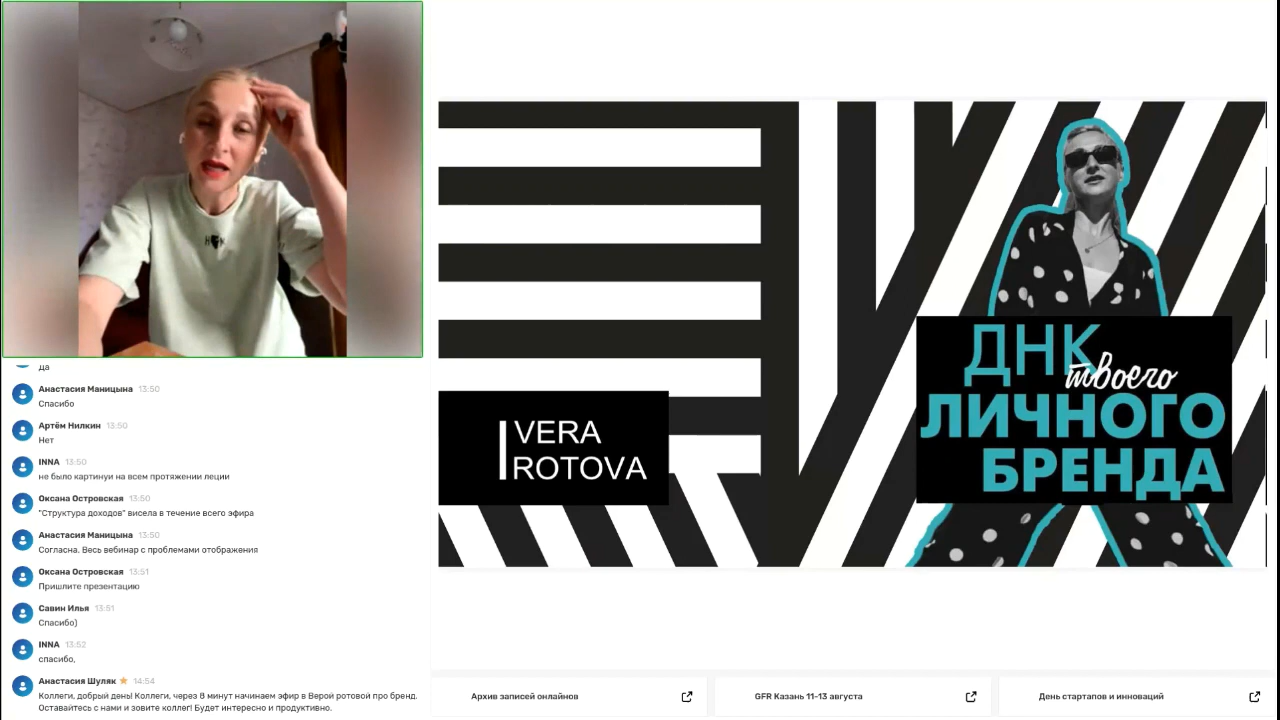 да
Анастасия Маницына 13:50
Спасибо
Артём Нилкин 13:50
Нет
INNA 13:50
не было картинуи на всем протяжении леции
Оксана Островская 13:50
"Структура доходов" висела в течение всего эфира
Анастасия Маницына 13:50
Согласна. Весь вебинар с проблемами отображения
Оксана Островская 13:51
Пришлите презентацию
Савин Илья 13:51
Спасибо)
INNA 13:52
спасибо,
Анастасия Шуляк 14:54
Коллеги, добрый день! Коллеги, через 8 минут начинаем эфир в Верой ротовой про бренд.
Оставайтесь с нами и зовите коллег! Будет интересно и продуктивно.
VERA
ROTOVA
ДНК
твоего
ЛИЧНОГО
БРЕНДА
Архив записей онлайнов
GFR Казань 11-13 августа
День стартапов и инноваций